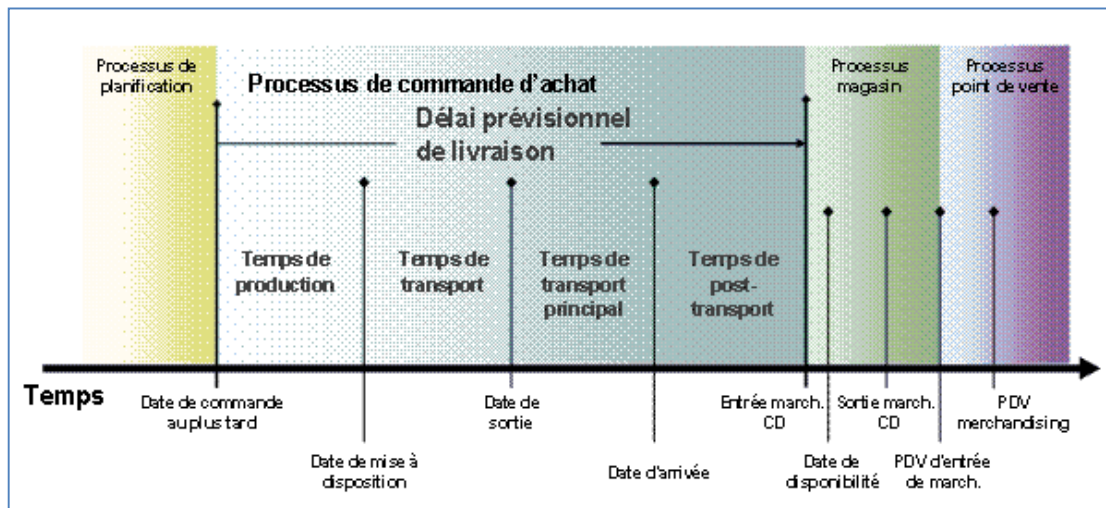 Processus de
planification
Processus de commande d'achat
Délai prévisionnel
de livraison
Processus
magasin
Processus
point de vente
Temps de
production
Temps de
transport
Temps de
transport
principal
Temps de
post-
transport
Temps
Date de commande
au plus tard
Date de mise à
disposition
Date de
sortie
Date d'arrivée
Entrée march.
CD
Date de
disponibilité
Sortie march.
CD
PDV d'entrée
de march.
PDV
merchandising